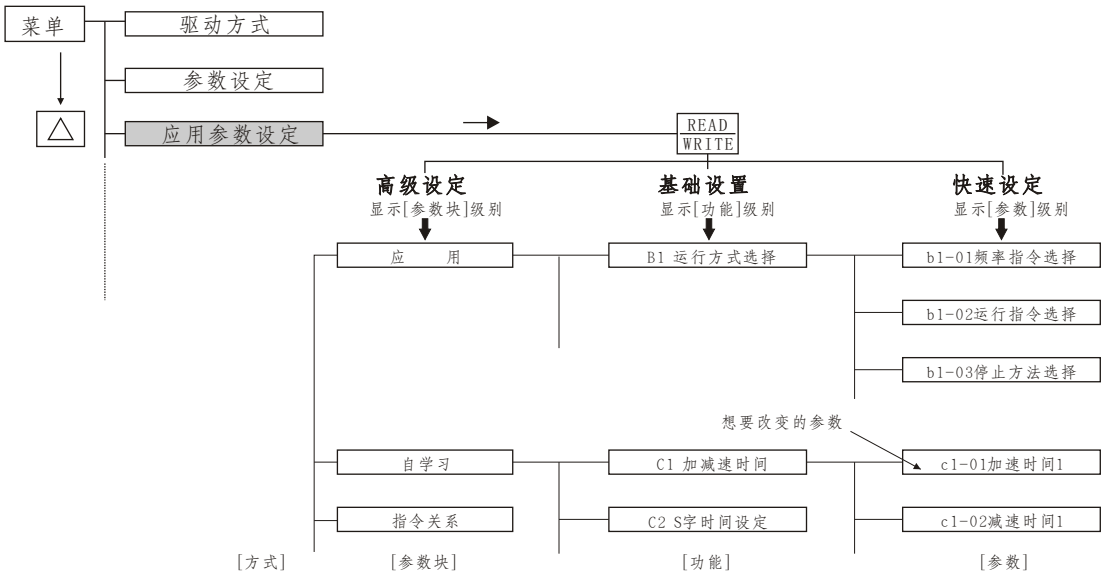 菜单
驱动方式
参数设定
应用参数设定
READ
WRITE
高级设定
基础设置
快速设定
显示[参数块]级别
显示[功能]级别
显示[参数]级别
应 用
B1 运行方式选择
b1-01频率指令选择
b1-02运行指令选择
b1-03停止方法选择
想要改变的参数
自学习
C1 加减速时间
c1-01加速时间1
指令关系
C2 S字时间设定
c1-02减速时间1
[方式]
[参数块]
[功能]
[参数]